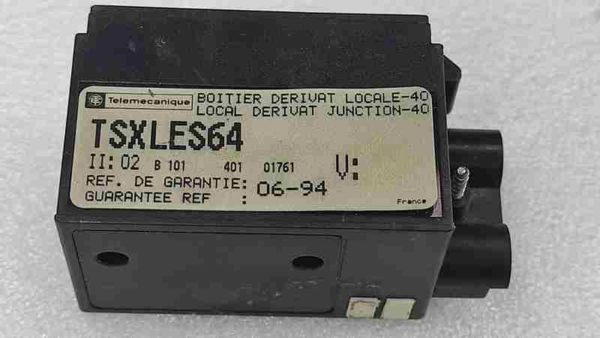 Telemecanique
BOITIER DERIVAT LOCALE-40
LOCAL DERIVAT JUNCTION-40
TSXLES64
II: 02 B 101 401 01761 V:
REF. DE GARANTIE: 06-94
GUARANTEE REF :
France